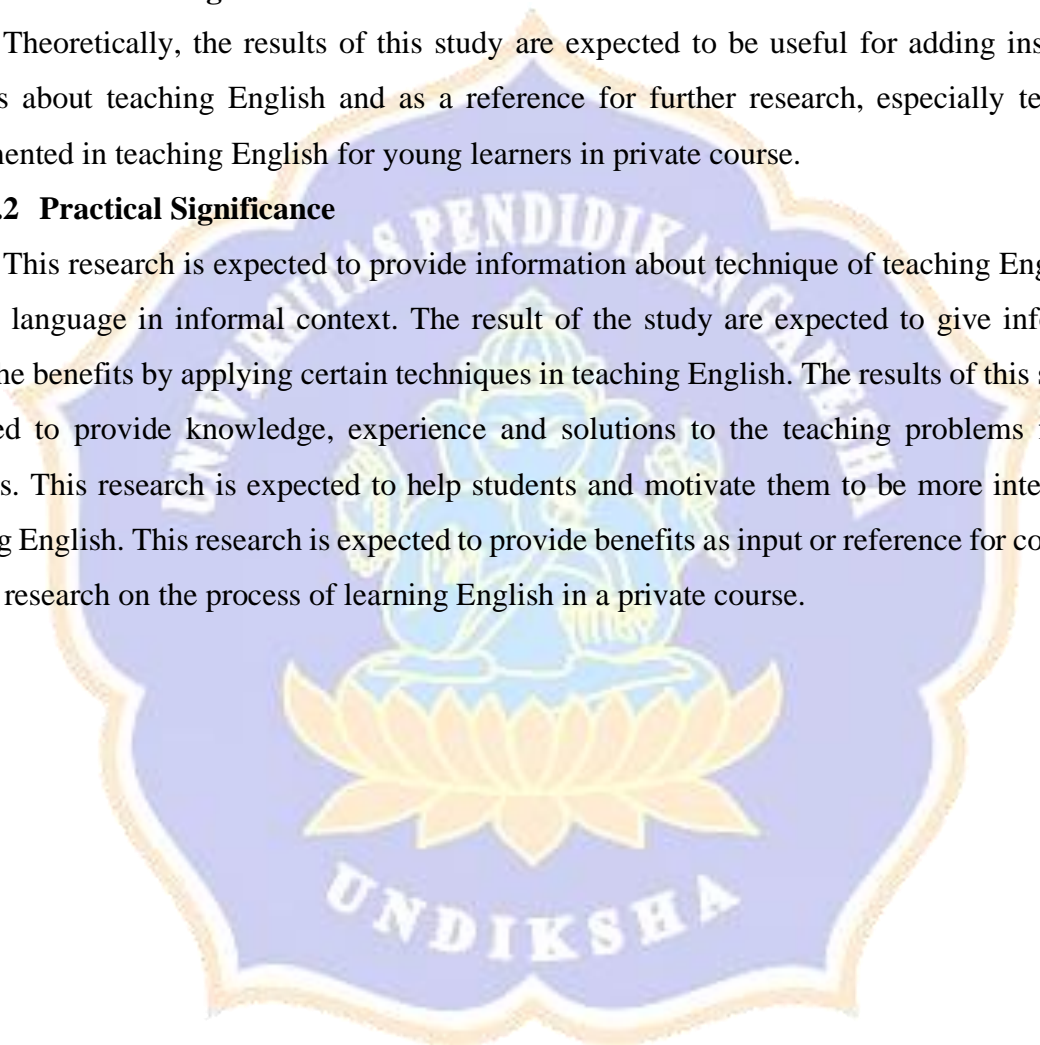 Theoretically, the results of this study are expected to be useful for adding ins
s about teaching English and as a reference for further research, especially te
ented in teaching English for young learners in private course.
.2 Practical Significance
This research is expected to provide information about technique of teaching Eng
language in informal context. The result of the study are expected to give info
he benefits by applying certain techniques in teaching English. The results of this s
ed to provide knowledge, experience and solutions to the teaching problems f
s. This research is expected to help students and motivate them to be more inte
g English. This research is expected to provide benefits as input or reference for co
research on the process of learning English in a private course.
UNIVERSITAS PENDIDIKAN GANESHA
UNDIKSHA